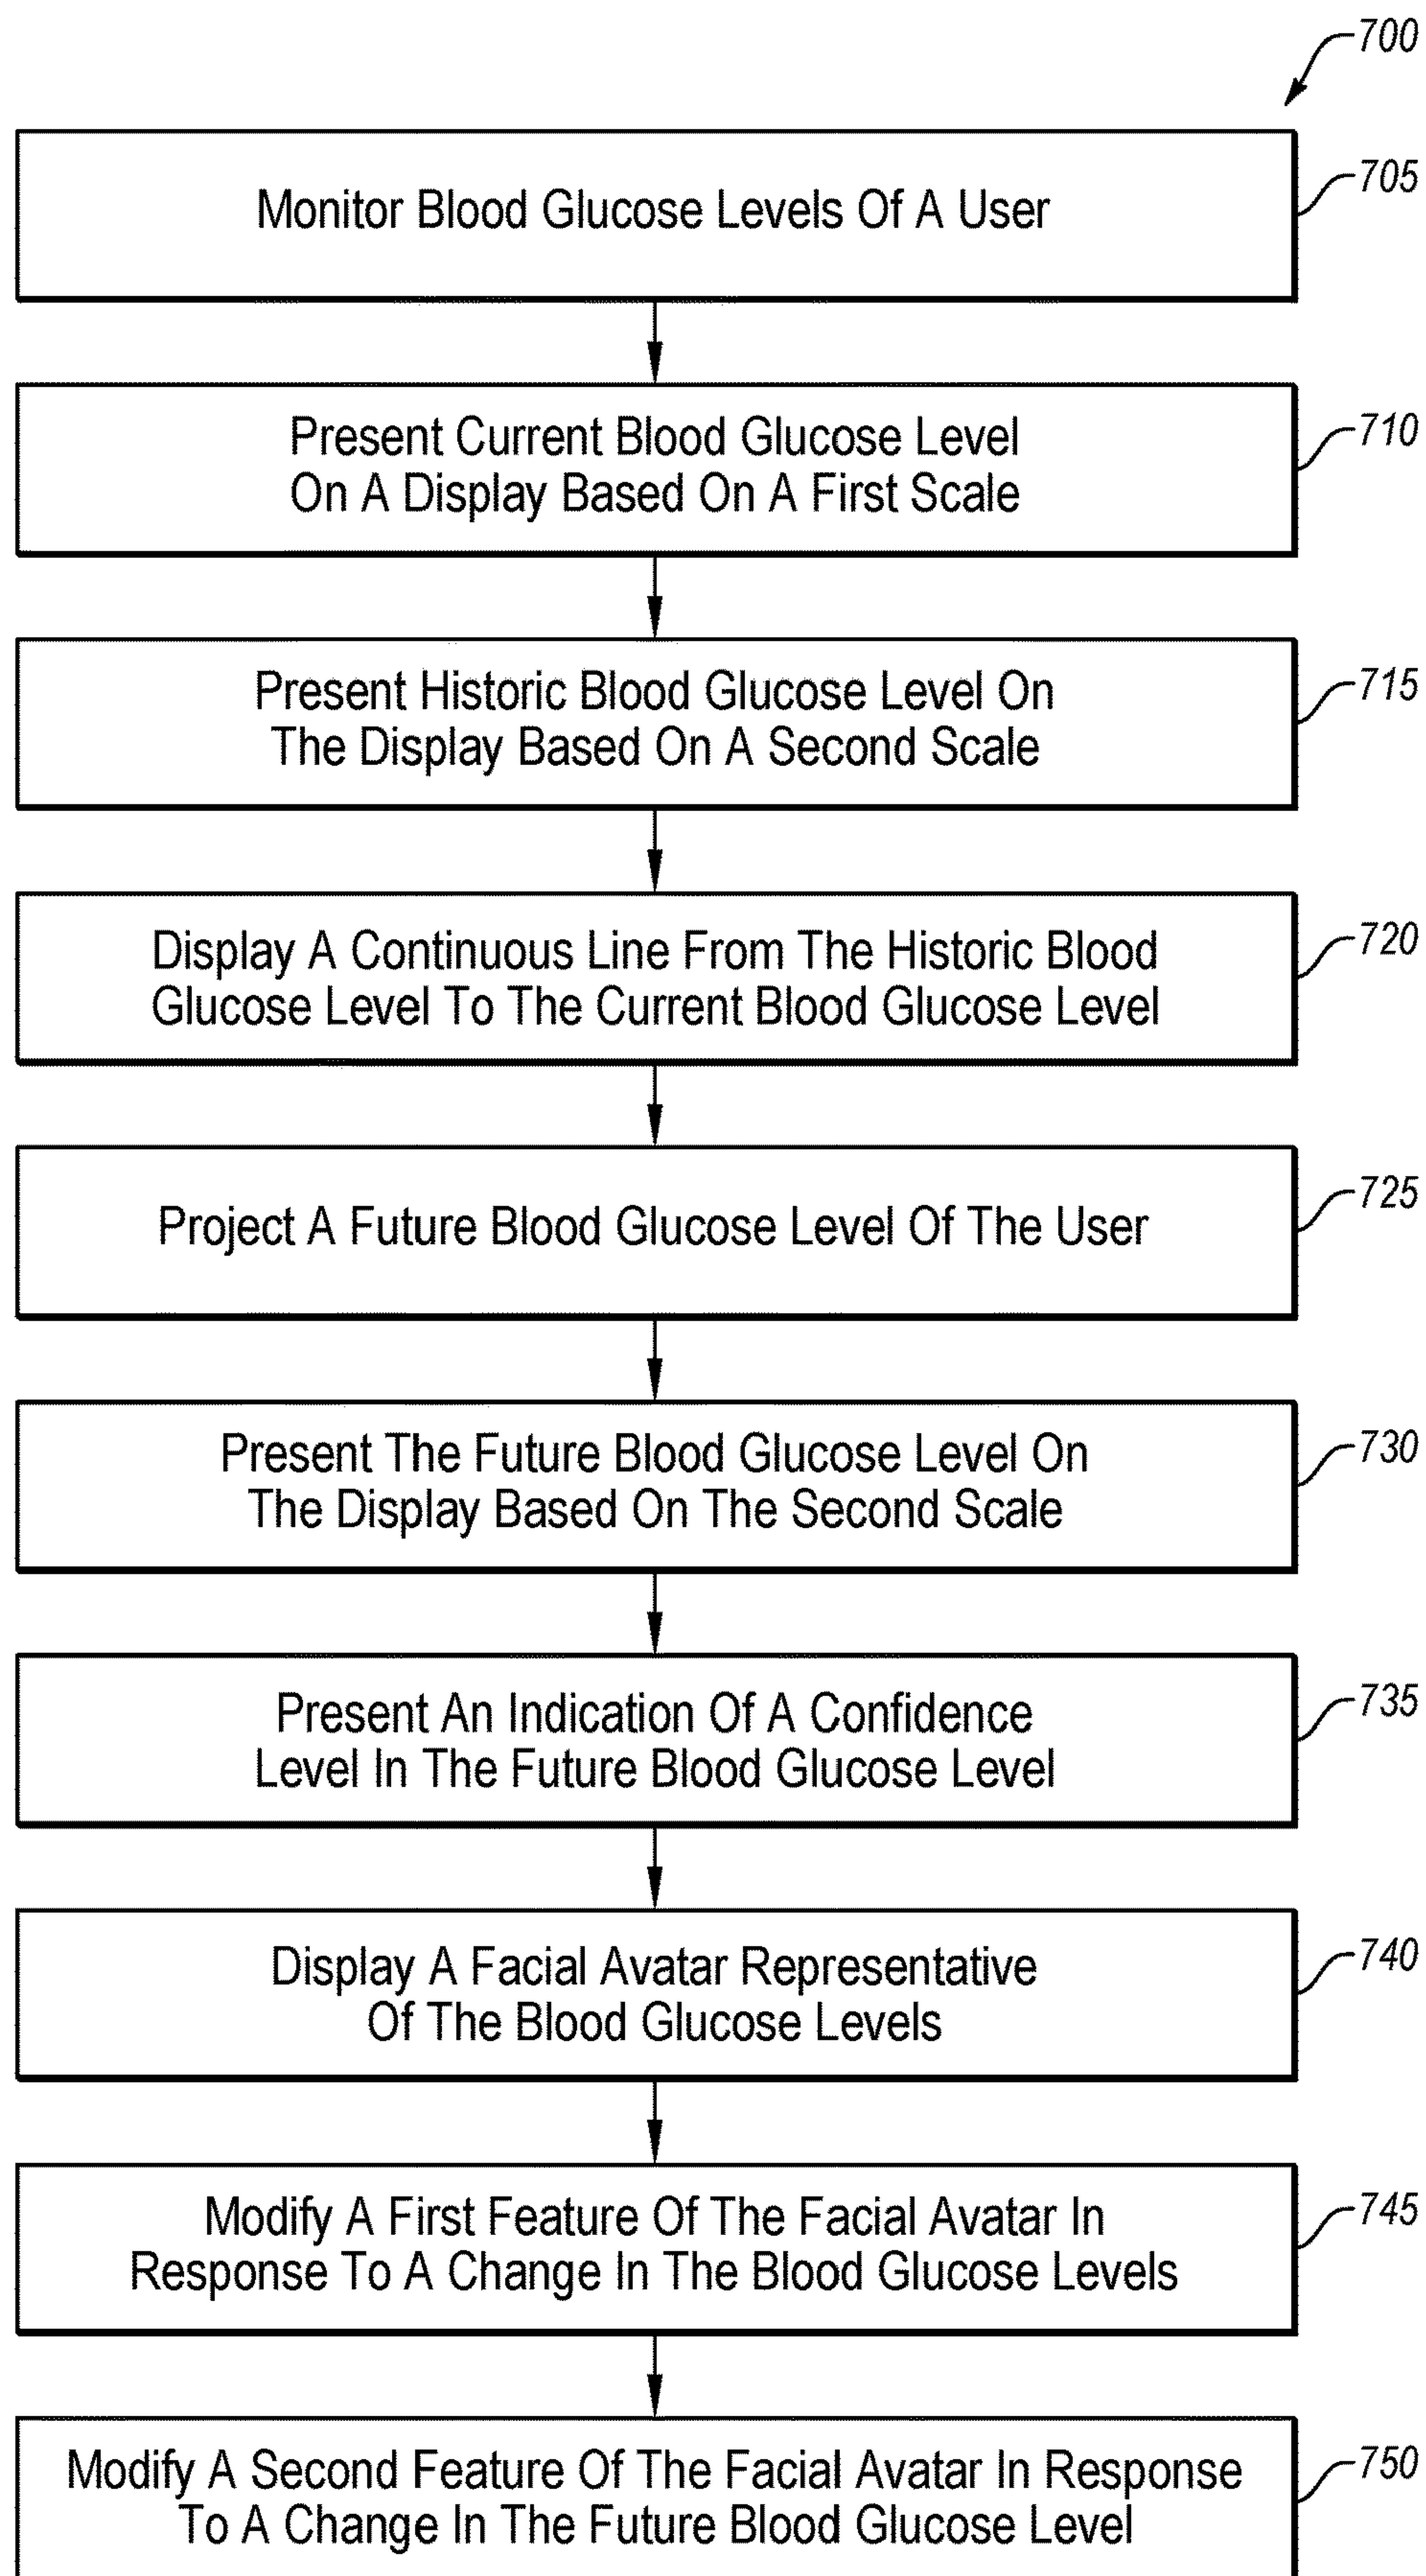 700
705
Monitor Blood Glucose Levels Of A User
710
Present Current Blood Glucose Level
On A Display Based On A First Scale
715
Present Historic Blood Glucose Level On
The Display Based On A Second Scale
720
Display A Continuous Line From The Historic Blood
Glucose Level To The Current Blood Glucose Level
725
Project A Future Blood Glucose Level Of The User
730
Present The Future Blood Glucose Level On
The Display Based On The Second Scale
735
Present An Indication Of A Confidence
Level In The Future Blood Glucose Level
740
Display A Facial Avatar Representative
Of The Blood Glucose Levels
745
Modify A First Feature Of The Facial Avatar In
Response To A Change In The Blood Glucose Levels
750
Modify A Second Feature Of The Facial Avatar In Response
To A Change In The Future Blood Glucose Level